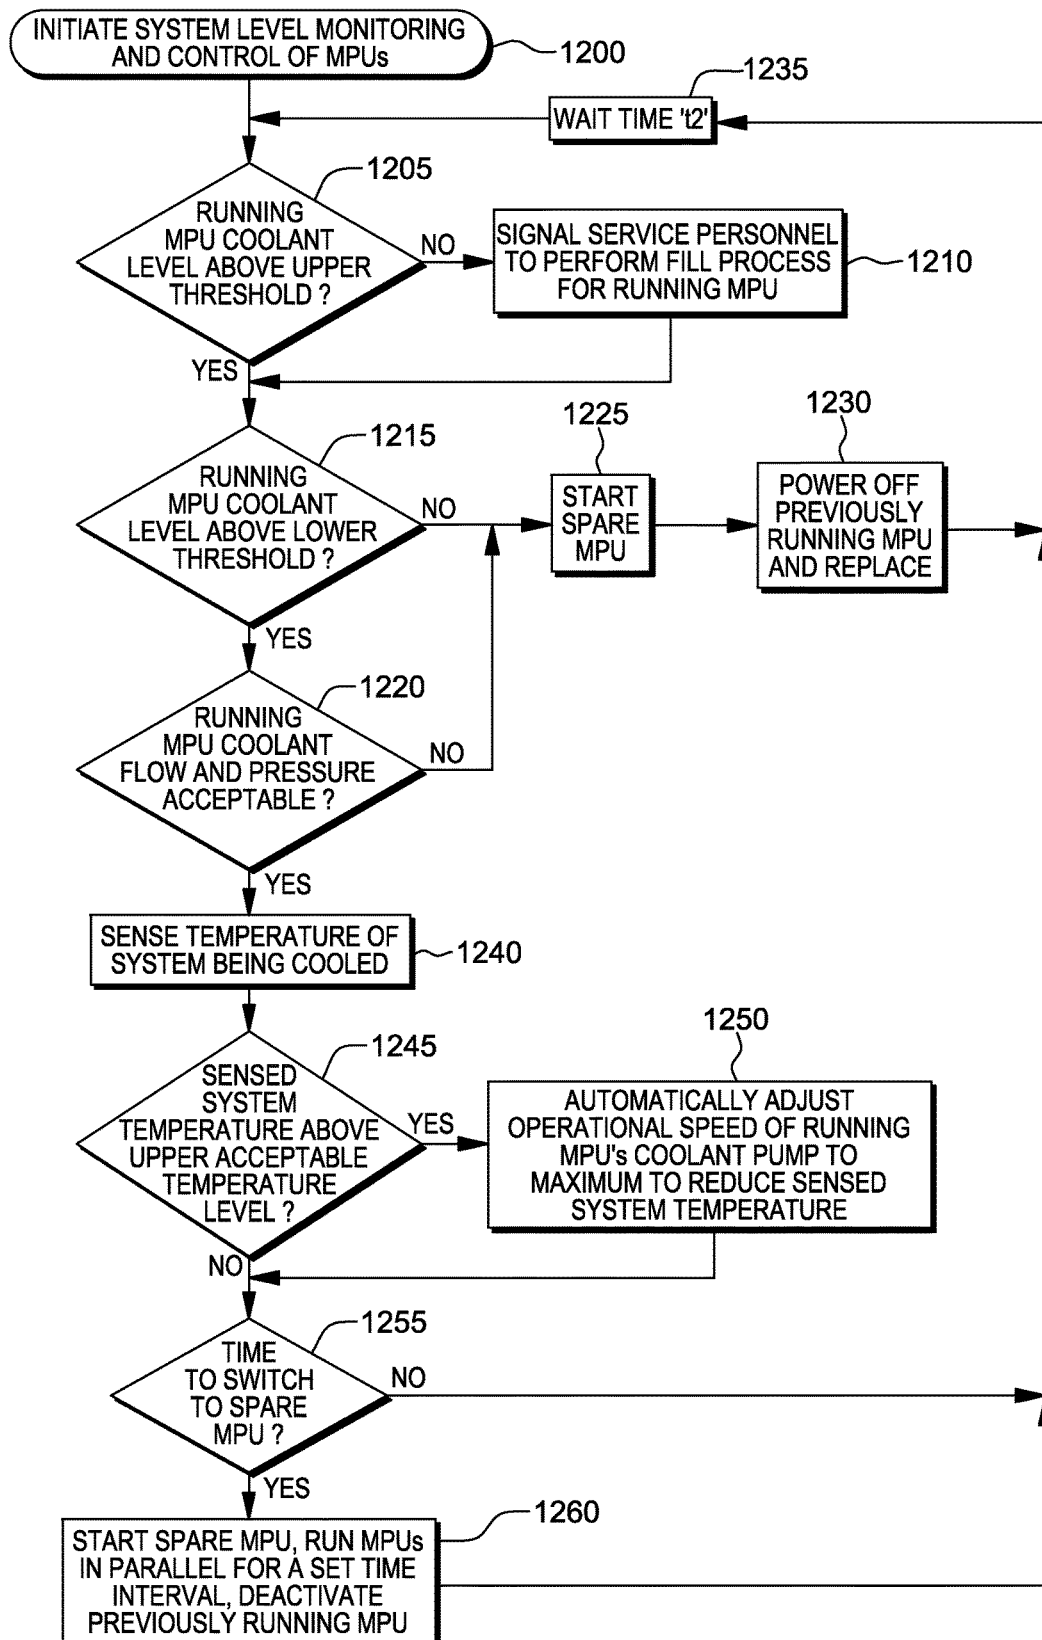 INITIATE SYSTEM LEVEL MONITORING
AND CONTROL OF MPUs
1200
1235
WAIT TIME 't2'
1205
RUNNING
MPU COOLANT
LEVEL ABOVE UPPER
THRESHOLD ?
NO
SIGNAL SERVICE PERSONNEL
TO PERFORM FILL PROCESS
FOR RUNNING MPU
1210
YES
1215
RUNNING
MPU COOLANT
LEVEL ABOVE LOWER
THRESHOLD ?
NO
1225
START
SPARE
MPU
1230
POWER OFF
PREVIOUSLY
RUNNING MPU
AND REPLACE
YES
1220
RUNNING
MPU COOLANT
FLOW AND PRESSURE
ACCEPTABLE ?
NO
YES
SENSE TEMPERATURE OF
SYSTEM BEING COOLED
1240
1245
SENSED
SYSTEM
TEMPERATURE ABOVE
UPPER ACCEPTABLE
TEMPERATURE
LEVEL ?
YES
1250
AUTOMATICALLY ADJUST
OPERATIONAL SPEED OF RUNNING
MPU's COOLANT PUMP TO
MAXIMUM TO REDUCE SENSED
SYSTEM TEMPERATURE
NO
1255
TIME
TO SWITCH
TO SPARE
MPU ?
NO
YES
1260
START SPARE MPU, RUN MPUs
IN PARALLEL FOR A SET TIME
INTERVAL, DEACTIVATE
PREVIOUSLY RUNNING MPU